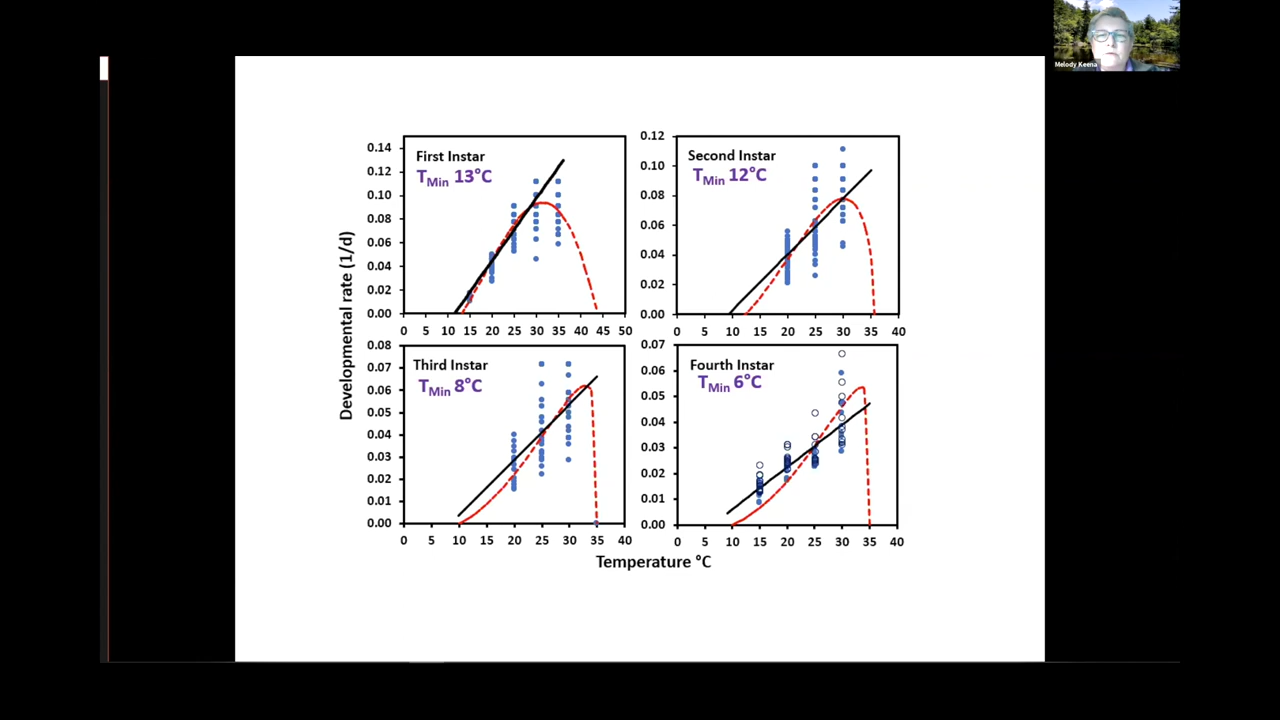 Melody Keena
Developmental rate (1/d)
First Instar
TMin 13°C
0.14
0.12
0.10
0.08
0.06
0.04
0.02
0.00
0 5 10 15 20 25 30 35 40 45 50
Second Instar
TMin 12°C
0.12
0.10
0.08
0.06
0.04
0.02
0.00
0 5 10 15 20 25 30 35 40
Third Instar
TMin 8°C
0.08
0.07
0.06
0.05
0.04
0.03
0.02
0.01
0.00
0 5 10 15 20 25 30 35 40
Fourth Instar
TMin 6°C
0.07
0.06
0.05
0.04
0.03
0.02
0.01
0.00
0 5 10 15 20 25 30 35 40
Temperature °C